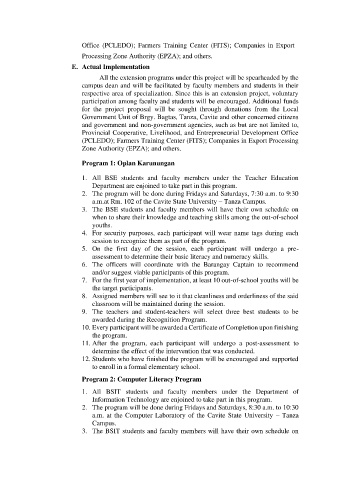 Office (PCLEDO); Farmers Training Center (FITS); Companies in Export
Processing Zone Authority (EPZA); and others.
E. Actual Implementation
All the extension programs under this project will be spearheaded by the
campus dean and will be facilitated by faculty members and students in their
respective area of specialization. Since this is an extension project, voluntary
participation among faculty and students will be encouraged. Additional funds
for the project proposal will be sought through donations from the Local
Government Unit of Brgy. Bagtas, Tanza, Cavite and other concerned citizens
and government and non-government agencies, such as but are not limited to,
Provincial Cooperative, Livelihood, and Entrepreneurial Development Office
(PCLEDO); Farmers Training Center (FITS); Companies in Export Processing
Zone Authority (EPZA); and others.
Program 1: Oplan Karunungan
1. All BSE students and faculty members under the Teacher Education
Department are enjoined to take part in this program.
2. The program will be done during Fridays and Saturdays, 7:30 a.m. to 9:30
a.m.at Rm. 102 of the Cavite State University – Tanza Campus.
3. The BSE students and faculty members will have their own schedule on
when to share their knowledge and teaching skills among the out-of-school
youths.
4. For security purposes, each participant will wear name tags during each
session to recognize them as part of the program.
5. On the first day of the session, each participant will undergo a pre-
assessment to determine their basic literacy and numeracy skills.
6. The officers will coordinate with the Barangay Captain to recommend
and/or suggest viable participants of this program.
7. For the first year of implementation, at least 10 out-of-school youths will be
the target participants.
8. Assigned members will see to it that cleanliness and orderliness of the said
classroom will be maintained during the session.
9. The teachers and student-teachers will select three best students to be
awarded during the Recognition Program.
10. Every participant will be awarded a Certificate of Completion upon finishing
the program.
11. After the program, each participant will undergo a post-assessment to
determine the effect of the intervention that was conducted.
12. Students who have finished the program will be encouraged and supported
to enroll in a formal elementary school.
Program 2: Computer Literacy Program
1. All BSIT students and faculty members under the Department of
Information Technology are enjoined to take part in this program.
2. The program will be done during Fridays and Saturdays, 8:30 a.m. to 10:30
a.m. at the Computer Laboratory of the Cavite State University – Tanza
Campus.
3. The BSIT students and faculty members will have their own schedule on